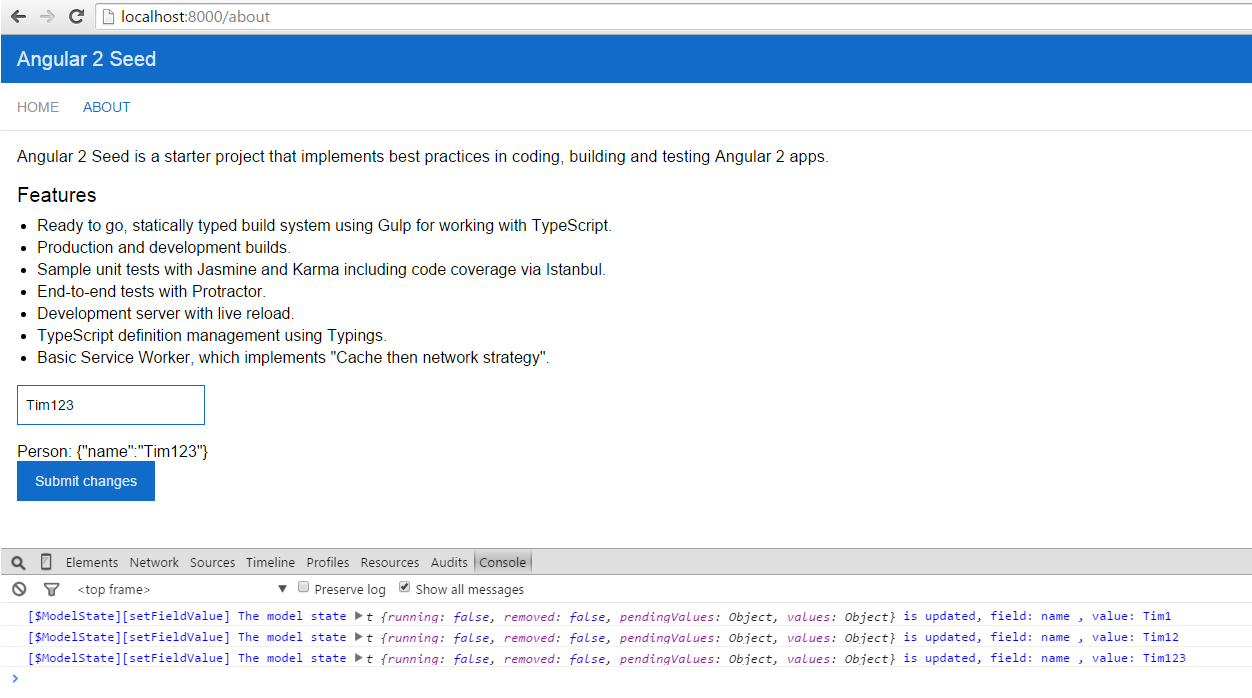 localhost:8000/about
Angular 2 Seed
HOME ABOUT
Angular 2 Seed is a starter project that implements best practices in coding, building and testing Angular 2 apps.
Features
Ready to go, statically typed build system using Gulp for working with TypeScript.
Production and development builds.
Sample unit tests with Jasmine and Karma including code coverage via Istanbul.
End-to-end tests with Protractor.
Development server with live reload.
TypeScript definition management using Typings.
Basic Service Worker, which implements "Cache then network strategy".
Tim123
Person: {"name":"Tim123"}
Submit changes
Elements Network Sources Timeline Profiles Resources Audits Console
<top frame> Preserve log Show all messages
[$ModelState][setFieldValue] The model state t {running: false, removed: false, pendingValues: Object, values: Object} is updated, field: name , value: Tim1
[$ModelState][setFieldValue] The model state t {running: false, removed: false, pendingValues: Object, values: Object} is updated, field: name , value: Tim12
[$ModelState][setFieldValue] The model state t {running: false, removed: false, pendingValues: Object, values: Object} is updated, field: name , value: Tim123